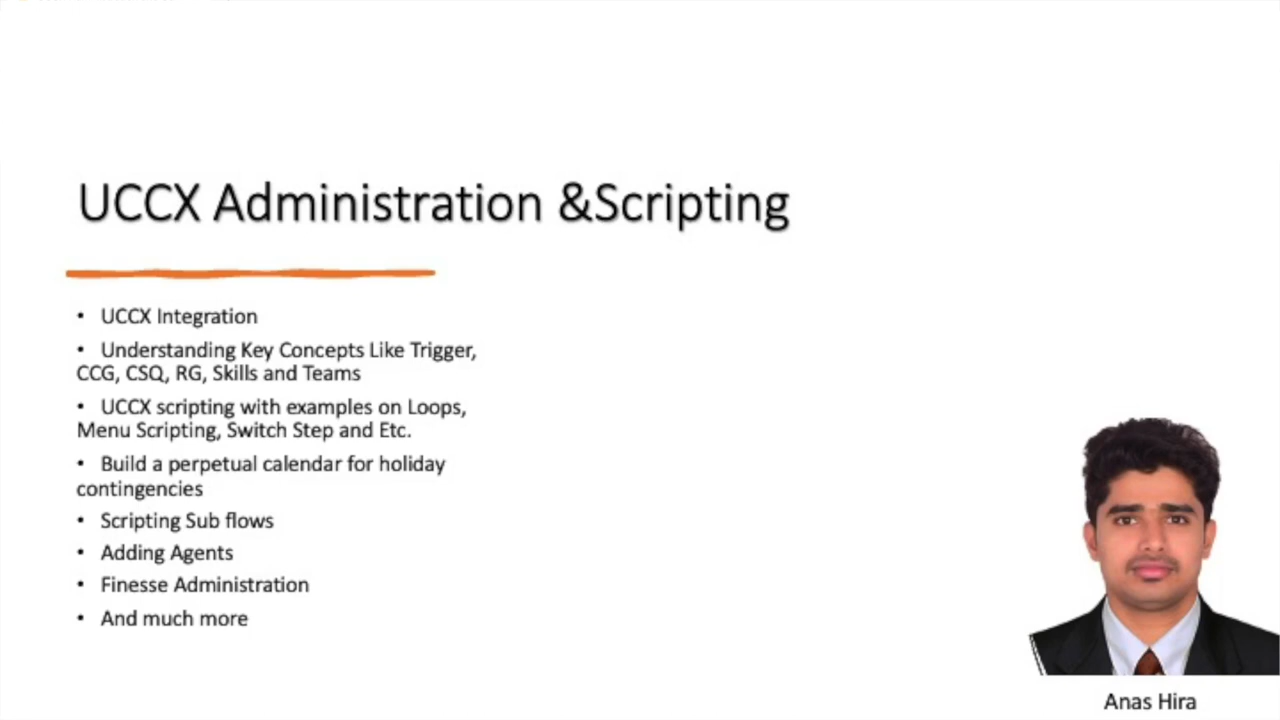 UCCX Administration &Scripting
• UCCX Integration
• Understanding Key Concepts Like Trigger,
CCG, CSQ, RG, Skills and Teams
• UCCX scripting with examples on Loops,
Menu Scripting, Switch Step and Etc.
• Build a perpetual calendar for holiday
contingencies
• Scripting Sub flows
• Adding Agents
• Finesse Administration
• And much more
Anas Hira